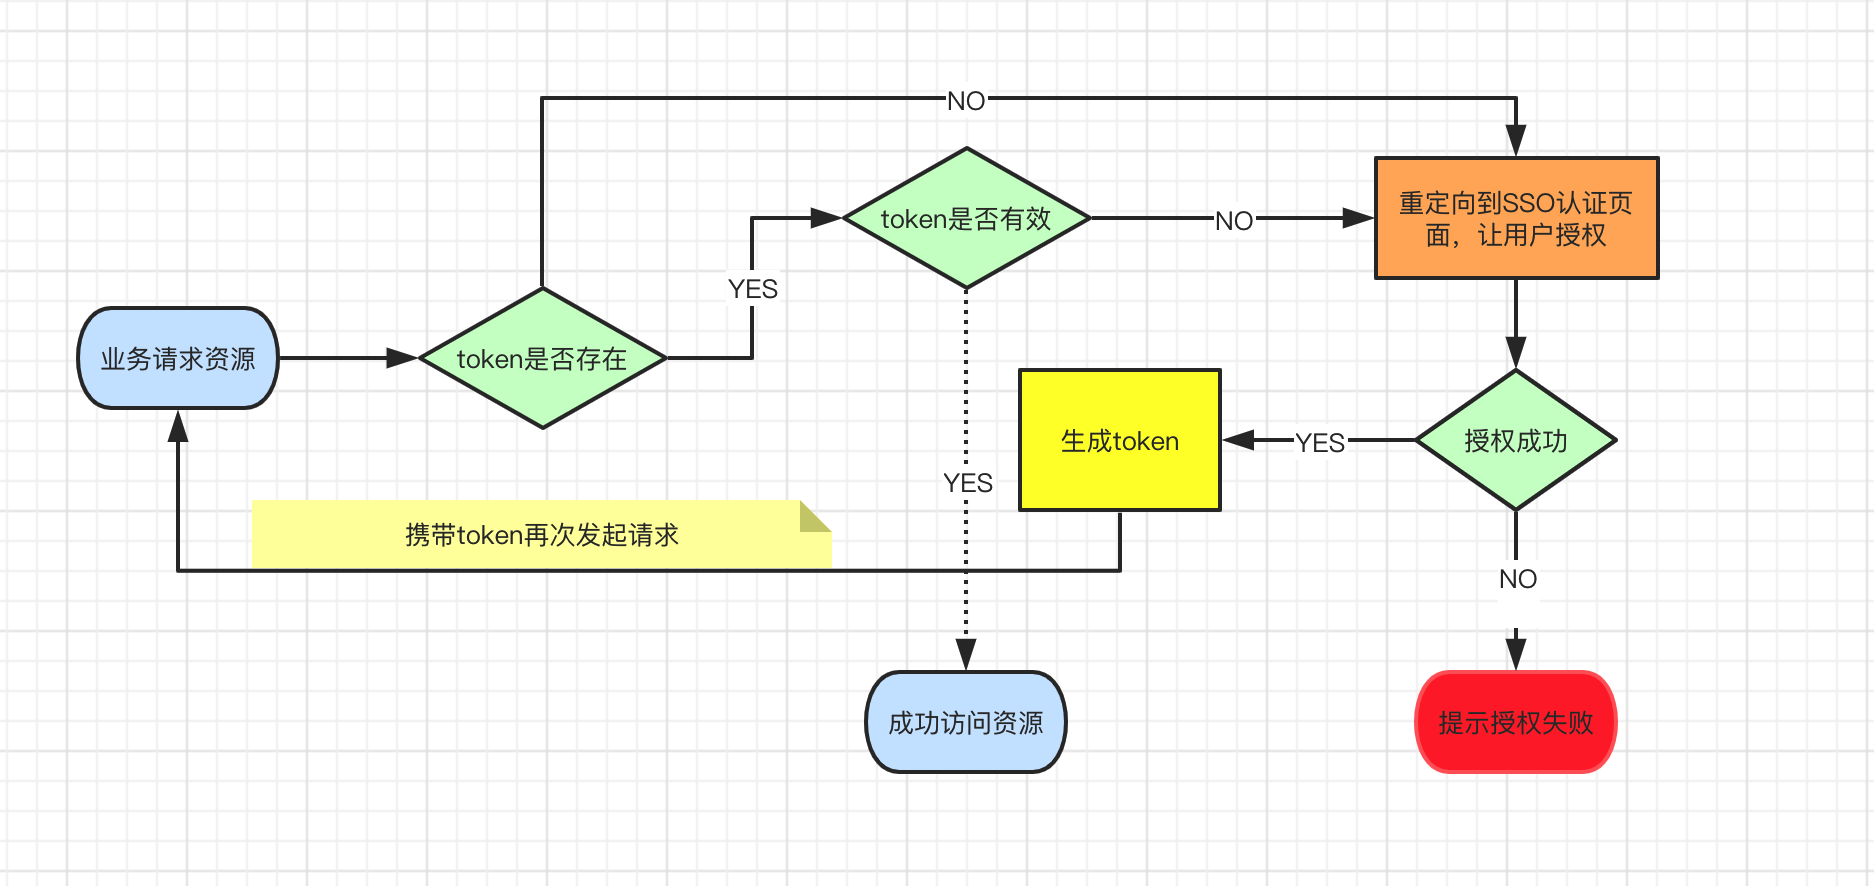 NO
重定向到SSO认证页
面，让用户授权
token是否有效
NO
YES
业务请求资源
token是否存在
生成token
YES
授权成功
YES
携带token再次发起请求
NO
成功访问资源
提示授权失败